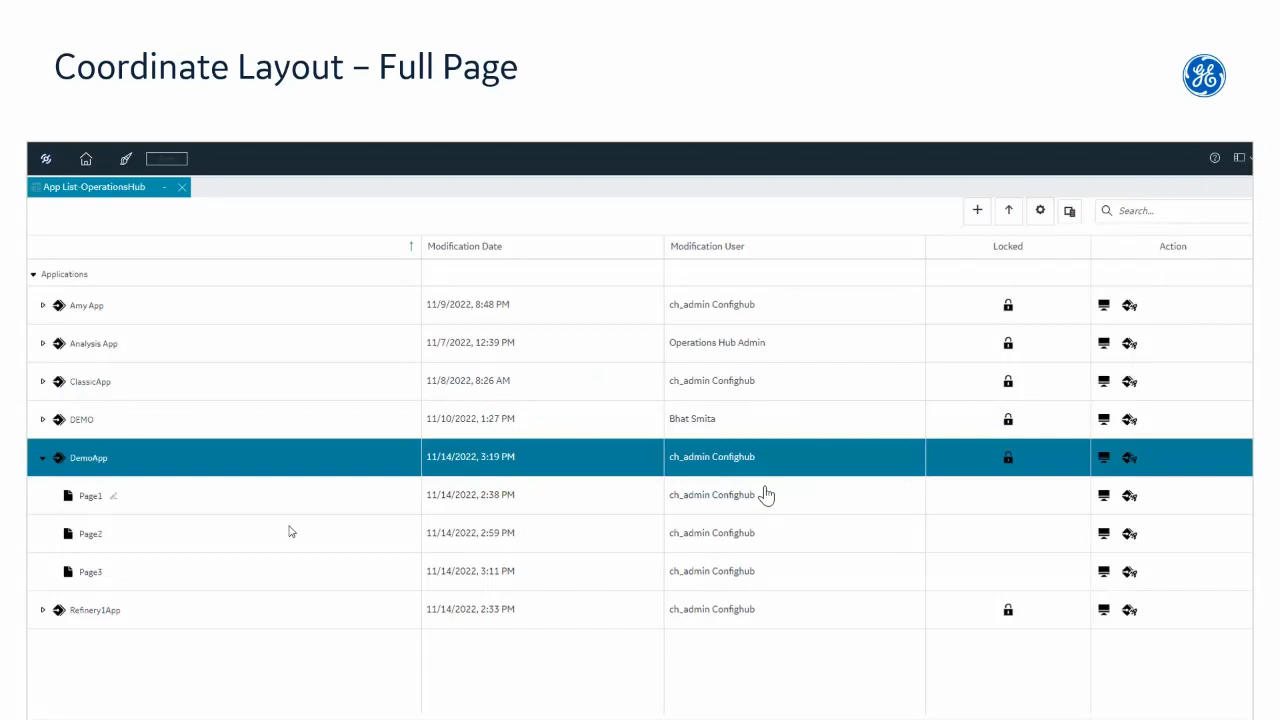 Coordinate Layout – Full Page
App List-OperationsHub
Search...
Modification Date Modification User Locked Action
Applications
Amy App 11/9/2022, 8:48 PM ch_admin Confighub
Analysis App 11/7/2022, 12:39 PM Operations Hub Admin
ClassicApp 11/8/2022, 8:26 AM ch_admin Confighub
DEMO 11/10/2022, 1:27 PM Bhat Smita
DemoApp 11/14/2022, 3:19 PM ch_admin Confighub
Page1 11/14/2022, 2:38 PM ch_admin Confighub
Page2 11/14/2022, 2:59 PM ch_admin Confighub
Page3 11/14/2022, 3:11 PM ch_admin Confighub
Refinery1App 11/14/2022, 2:33 PM ch_admin Confighub